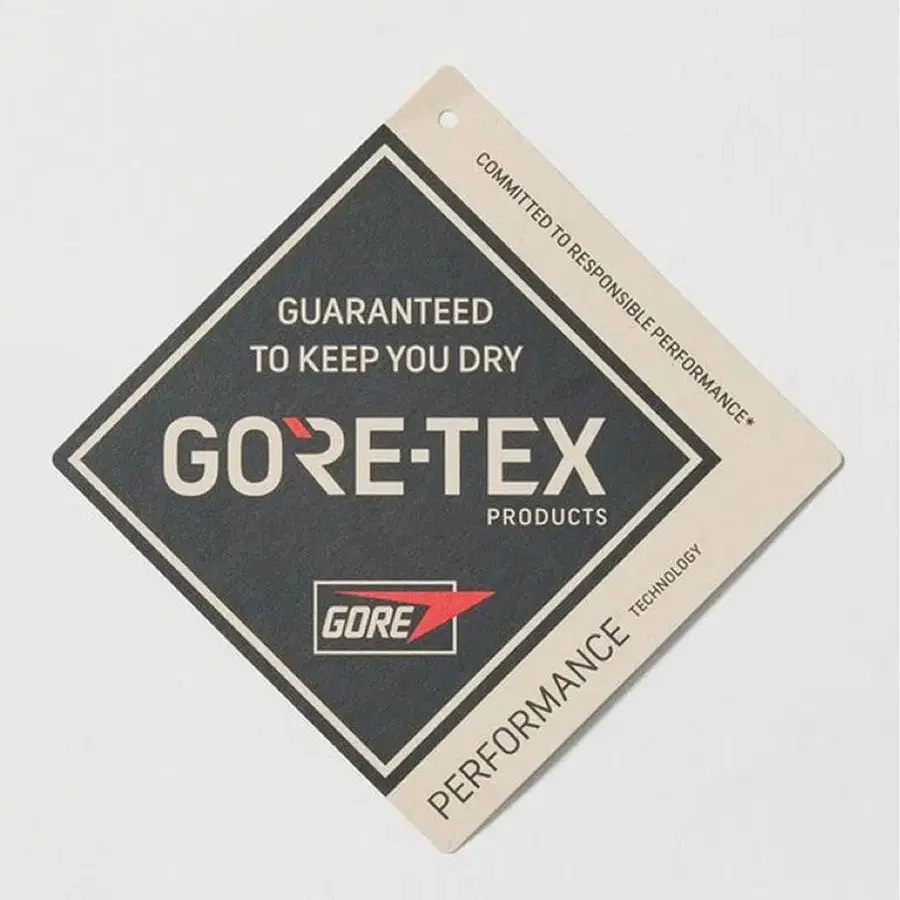 COMMITTED TO RESPONSIBLE PERFORMANCE*
GUARANTEED
TO KEEP YOU DRY
GORE-TEX
PRODUCTS
GORE
PERFORMANCE TECHNOLOGY